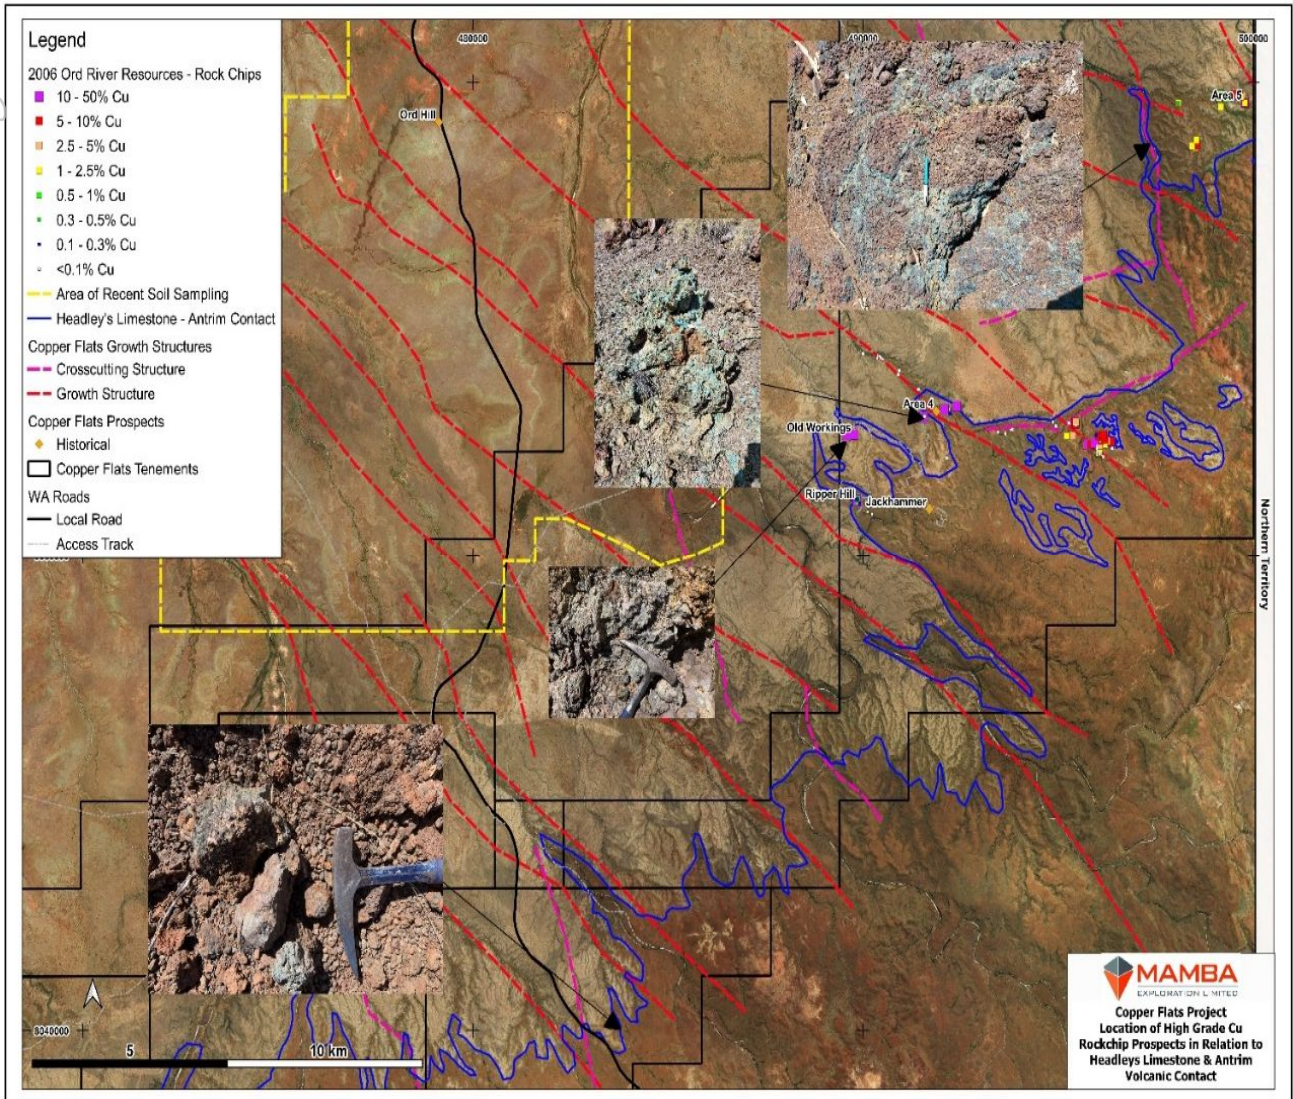 Legend
2006 Ord River Resources - Rock Chips
10 - 50% Cu
5 - 10% Cu
2.5 - 5% Cu
1 - 2.5% Cu
0.5 - 1% Cu
0.3 - 0.5% Cu
0.1 - 0.3% Cu
<0.1% Cu
Area of Recent Soil Sampling
Headley's Limestone - Antrim Contact
Copper Flats Growth Structures
Crosscutting Structure
Growth Structure
Copper Flats Prospects
Historical
Copper Flats Tenements
WA Roads
Local Road
Access Track
480000
490000
500000
Ord Hill
Area 5
Area 4
Old Workings
Ripper Hill
Jackhammer
Northern Territory
8040000
5
10 km
MAMBA
EXPLORATION LIMITED
Copper Flats Project
Location of High Grade Cu
Rockchip Prospects in Relation to
Headleys Limestone & Antrim
Volcanic Contact